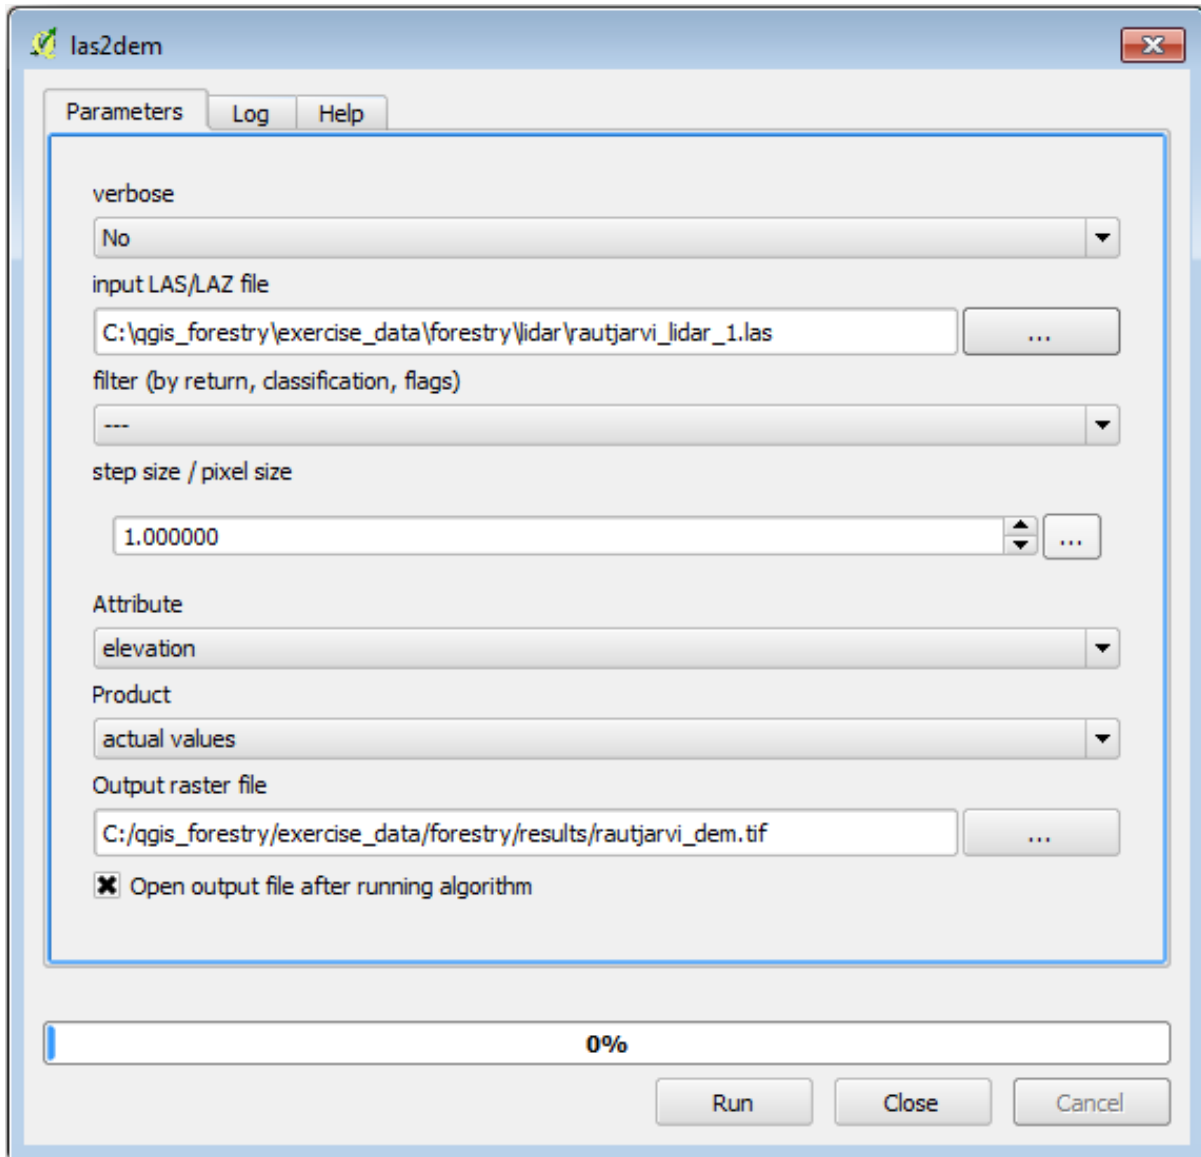 las2dem
Parameters Log Help
verbose
No
input LAS/LAZ file
C:\qgis_forestry\exercise_data\forestry\lidar\rautjarvi_lidar_1.las ...
filter (by return, classification, flags)
---
step size / pixel size
1.000000 ...
Attribute
elevation
Product
actual values
Output raster file
C:/qgis_forestry/exercise_data/forestry/results/rautjarvi_dem.tif ...
Open output file after running algorithm
0%
Run Close Cancel